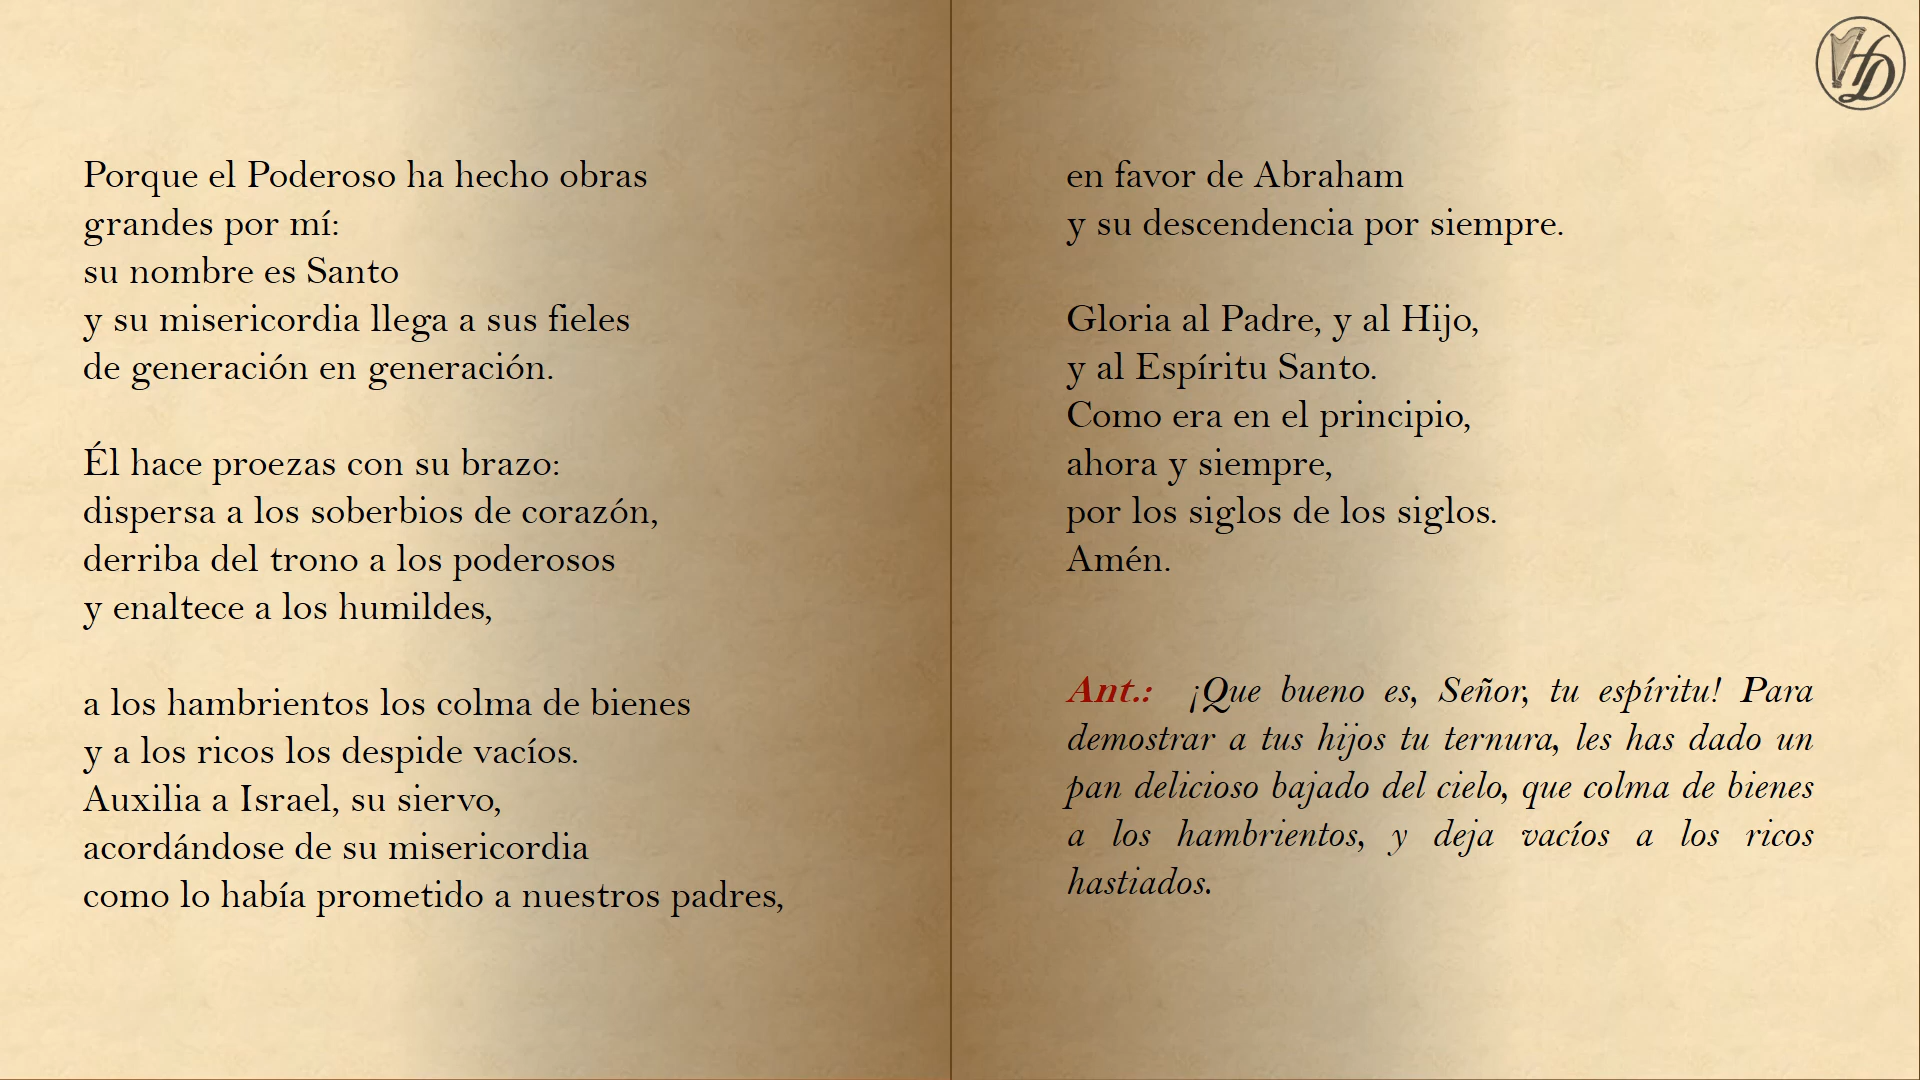 HD
Porque el Poderoso ha hecho obras
grandes por mí:
su nombre es Santo
y su misericordia llega a sus fieles
de generación en generación.
Él hace proezas con su brazo:
dispersa a los soberbios de corazón,
derriba del trono a los poderosos
y enaltece a los humildes,
a los hambrientos los colma de bienes
y a los ricos los despide vacíos.
Auxilia a Israel, su siervo,
acordándose de su misericordia
como lo había prometido a nuestros padres,
en favor de Abraham
y su descendencia por siempre.
Gloria al Padre, y al Hijo,
y al Espíritu Santo.
Como era en el principio,
ahora y siempre,
por los siglos de los siglos.
Amén.
Ant.: ¡Que bueno es, Señor, tu espíritu! Para
demostrar a tus hijos tu ternura, les has dado un
pan delicioso bajado del cielo, que colma de bienes
a los hambrientos, y deja vacíos a los ricos
hastiados.